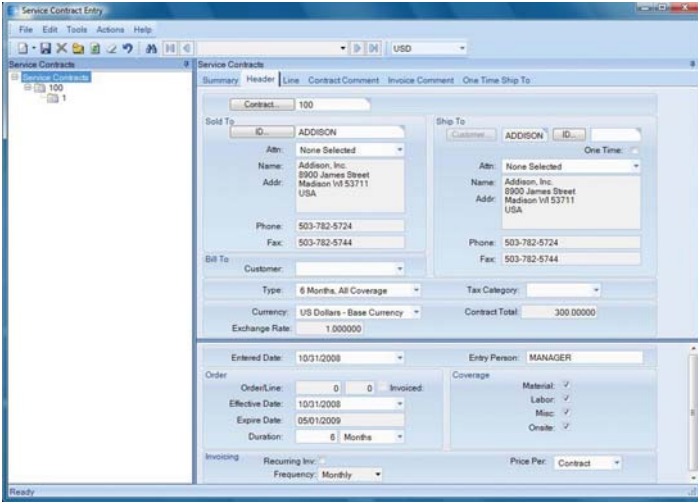 Service Contract Entry
File Edit Tools Actions Help
USD
Service Contracts
Service Contracts
100
1
Service Contracts
Summary Header Line Contract Comment Invoice Comment One Time Ship To
Contract... 100
Sold To
ID... ADDISON
Attn: None Selected
Name: Addison, Inc.
Addr: 8900 James Street
Madison WI 53711
USA
Phone: 503-782-5724
Fax: 503-782-5744
Ship To
Customer... ADDISON ID...
One Time:
Attn: None Selected
Name: Addison, Inc.
Addr: 8900 James Street
Madison WI 53711
USA
Phone: 503-782-5724
Fax: 503-782-5744
Bill To
Customer:
Type: 6 Months, All Coverage
Tax Category:
Currency: US Dollars - Base Currency
Contract Total: 300.00000
Exchange Rate: 1.000000
Entered Date: 10/31/2008
Entry Person: MANAGER
Order
Order/Line: 0 0 Invoiced:
Effective Date: 10/31/2008
Expire Date: 05/01/2009
Duration: 6 Months
Coverage
Material:
Labor:
Misc:
Onsite:
Invoicing
Recurring Inv:
Frequency: Monthly
Price Per: Contract
Ready